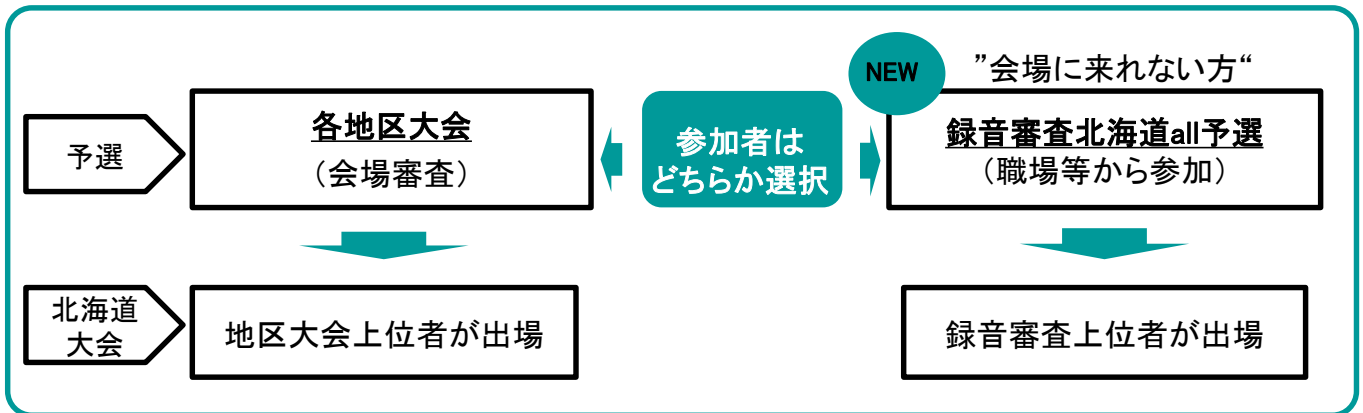 NEW
”会場に来れない方“
予選
各地区大会
（会場審査）
参加者は
どちらか選択
録音審査北海道all予選
（職場等から参加）
北海道
大会
地区大会上位者が出場
録音審査上位者が出場